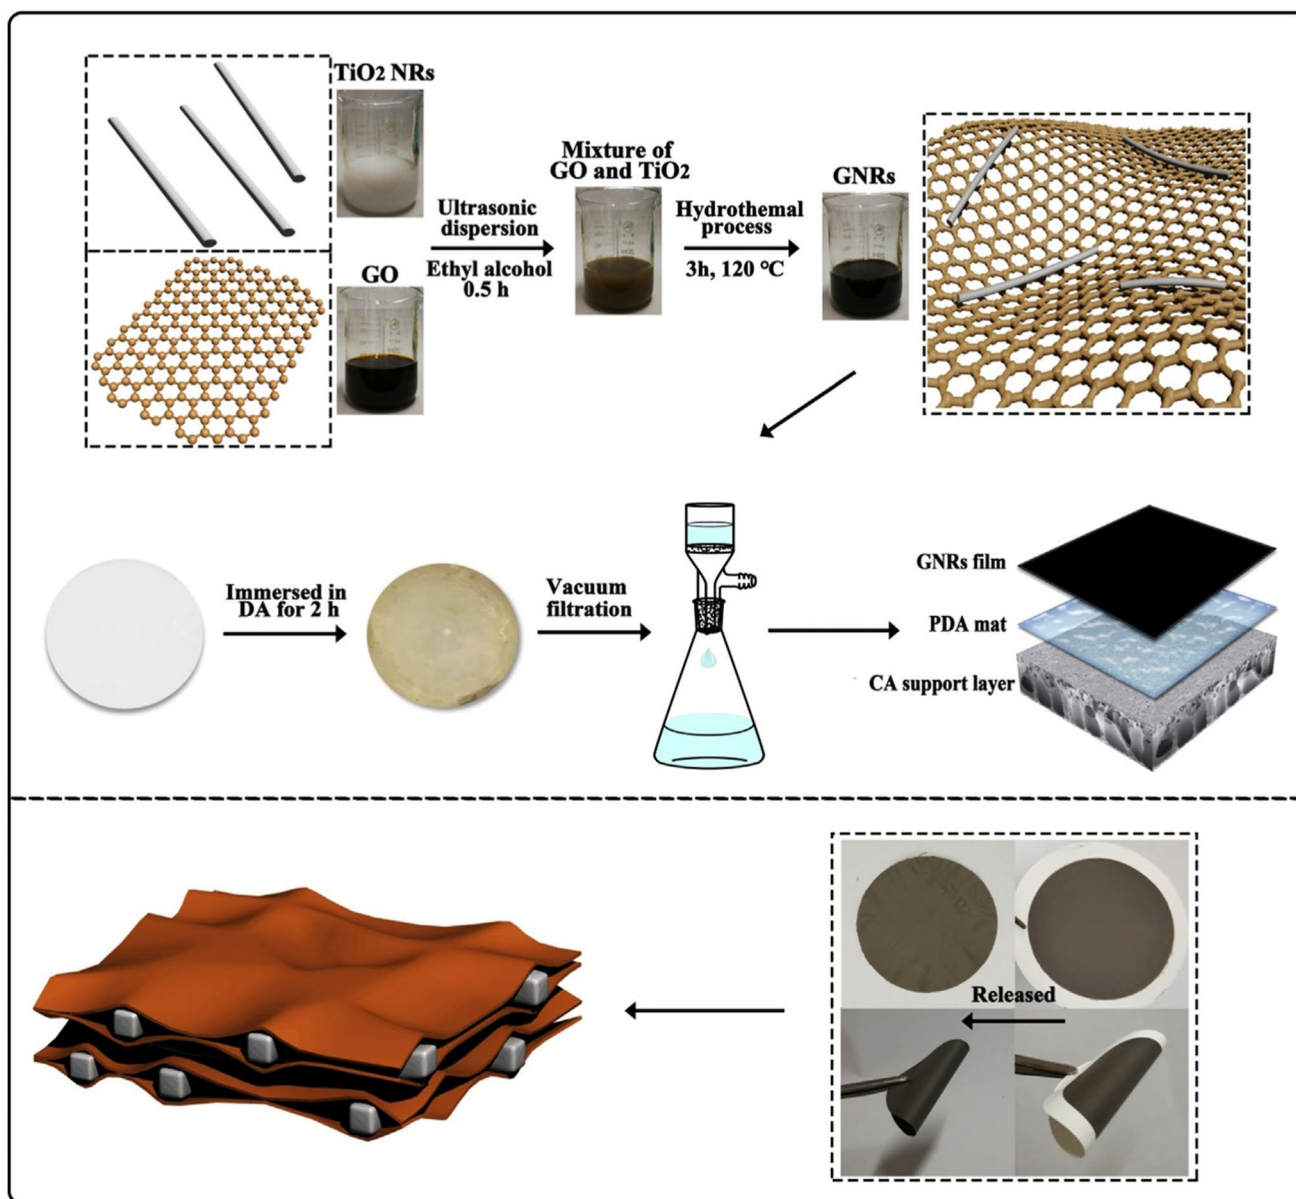 TiO2 NRs
Ultrasonic
dispersion
Ethyl alcohol
0.5 h
GO
Mixture of
GO and TiO2
Hydrothemal
process
3h, 120 °C
GNRs
Immersed in
DA for 2 h
Vacuum
filtration
GNRs film
PDA mat
CA support layer
Released